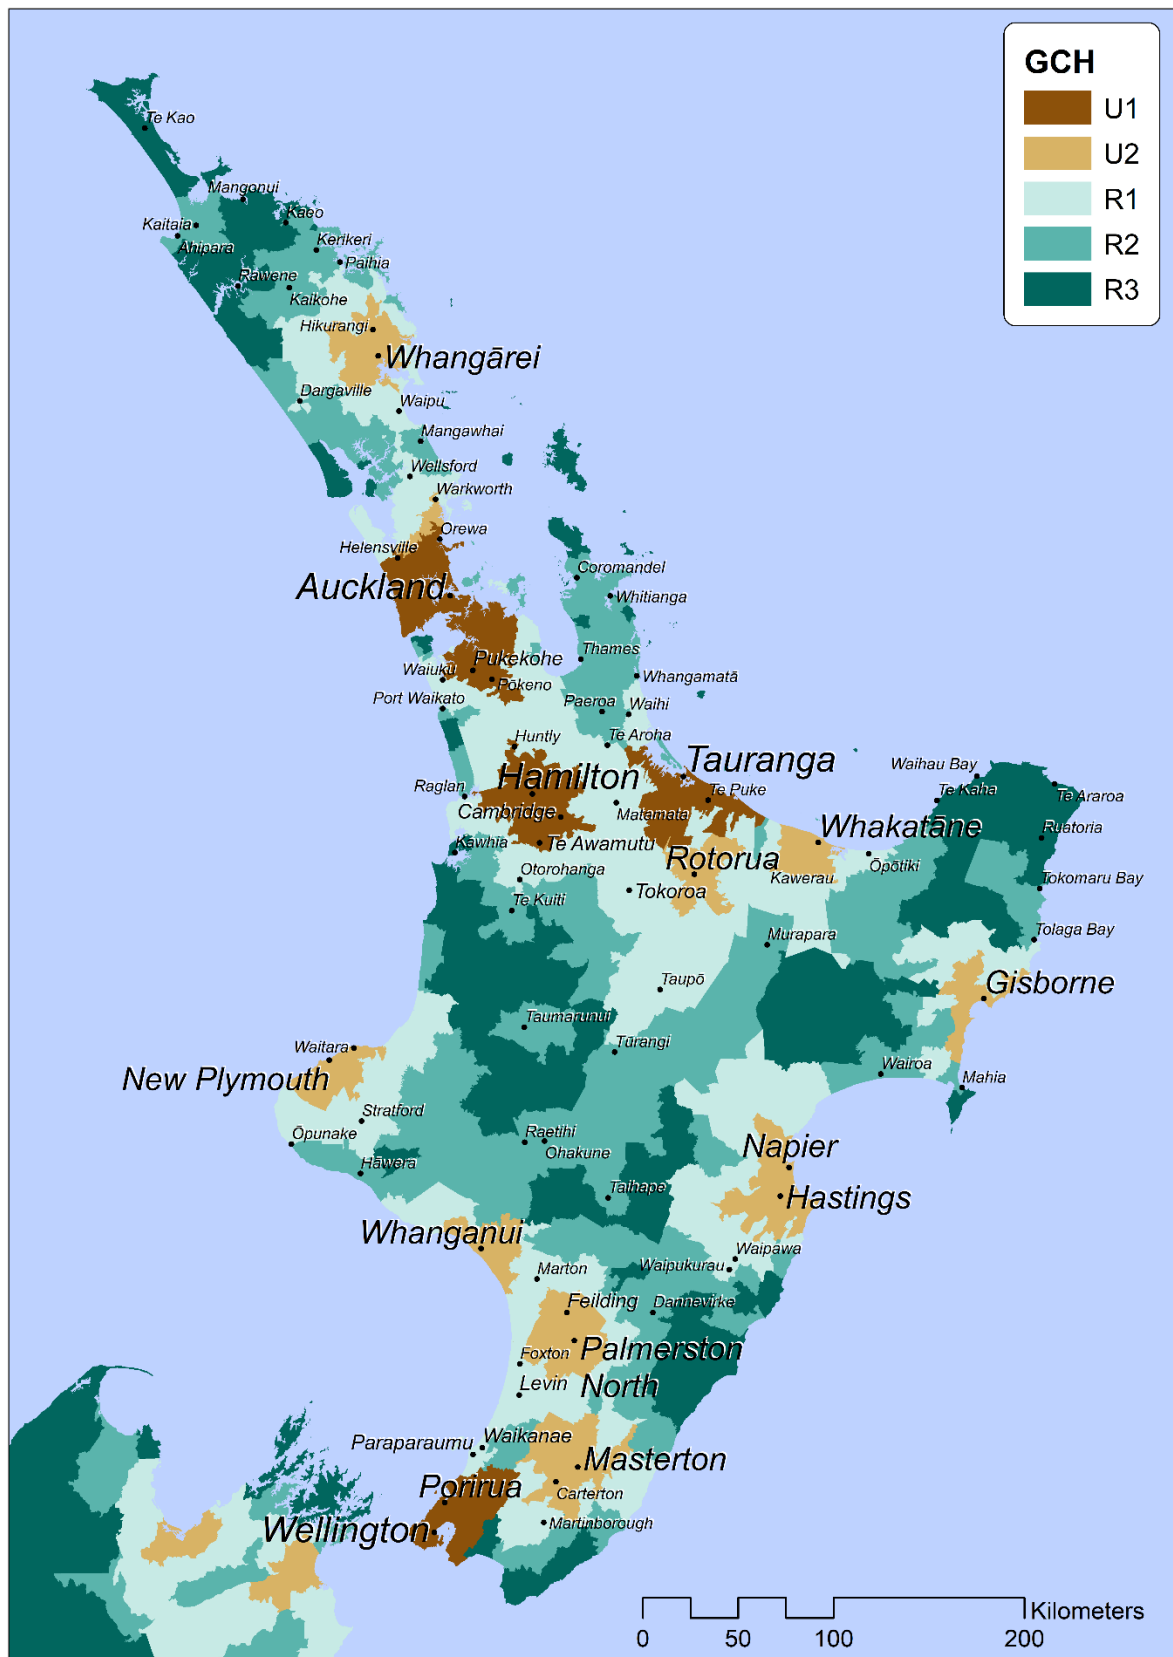 GCH
U1
U2
R1
R2
R3
Te Kao
Mangonui
Kaeo
Kaitaia
Ahipara
Kerikeri
Paihia
Rawene
Kaikohe
Hikurangi
Whangārei
Dargaville
Waipu
Mangawhai
Wellsford
Warkworth
Orewa
Helensville
Auckland
Coromandel
Whitianga
Thames
Pukekohe
Waiuku
Pōkeno
Whangamatā
Port Waikato
Paeroa
Waihi
Huntly
Te Aroha
Tauranga
Hamilton
Waihau Bay
Raglan
Te Puke
Te Kaha
Te Araroa
Cambridge
Matamata
Whakatāne
Ruatoria
Kawhia
Te Awamutu
Rotorua
Ōpōtiki
Otorohanga
Kawerau
Tokoroa
Tokomaru Bay
Te Kuiti
Murapara
Tolaga Bay
Taupō
Gisborne
Taumarunui
Tūrangi
Waitara
New Plymouth
Wairoa
Mahia
Stratford
Ōpunake
Raetihi
Ohakune
Napier
Hāwera
Taihape
Hastings
Whanganui
Waipawa
Waipukurau
Marton
Feilding
Dannevirke
Palmerston
North
Foxton
Levin
Waikanae
Paraparaumu
Masterton
Porirua
Carterton
Wellington
Martinborough
Kilometers
0 50 100 200